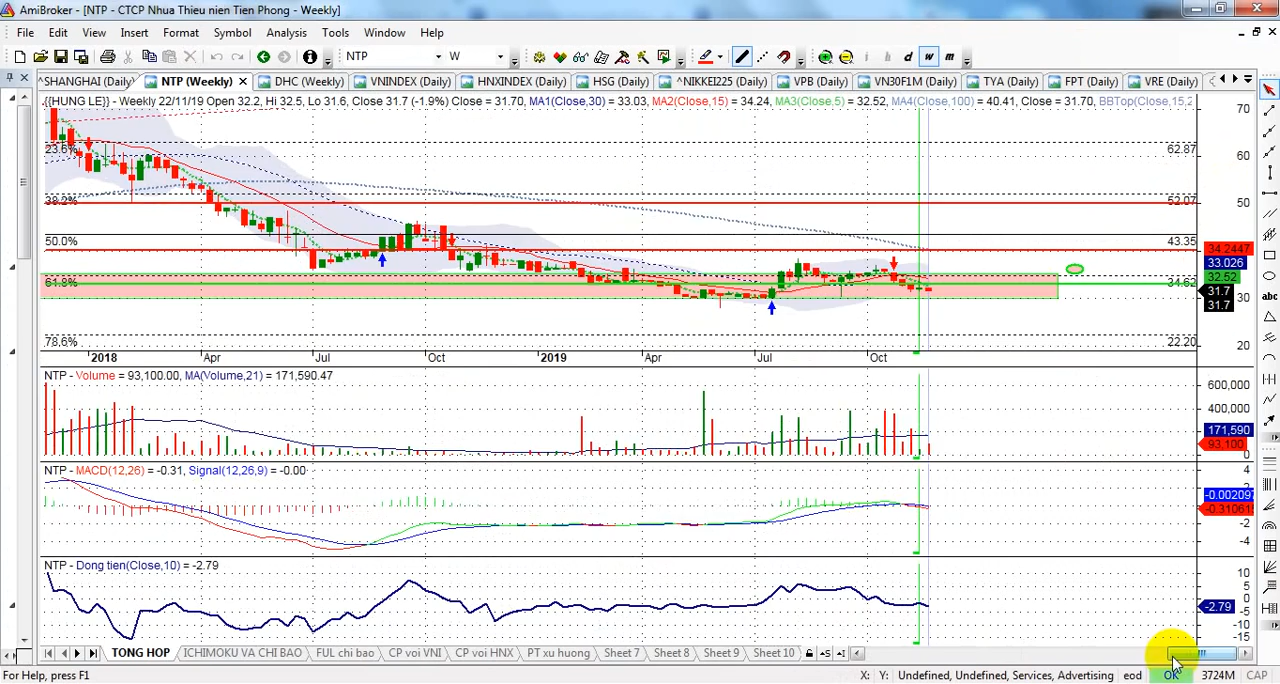 AmiBroker - [NTP - CTCP Nhua Thieu nien Tien Phong - Weekly]
File Edit View Insert Format Symbol Analysis Tools Window Help
NTP W h d w m
^SHANGHAI (Daily) NTP (Weekly) DHC (Weekly) VNINDEX (Daily) HNXINDEX (Daily) HSG (Daily) ^NIKKEI225 (Daily) VPB (Daily) VN30F1M (Daily) TYA (Daily) FPT (Daily) VRE (Daily)
{{HUNG LE}} - Weekly 22/11/19 Open 32.2, Hi 32.5, Lo 31.6, Close 31.7 (-1.9%) Close = 31.70, MA1(Close,30) = 33.03, MA2(Close,15) = 34.24, MA3(Close,5) = 32.52, MA4(Close,100) = 40.41, Close = 31.70, BBTop(Close,15,2
70
23.6% 62.87
60
38.2% 52.07
50
50.0% 43.35
34.2447
33.026
32.52
61.8% 34.62
31.7
30
31.7
78.6% 22.20
20
2018 Apr Jul Oct 2019 Apr Jul Oct
NTP - Volume = 93,100.00, MA(Volume,21) = 171,590.47
600,000
400,000
171,590
93,100
0
NTP - MACD(12,26) = -0.31, Signal(12,26,9) = -0.00
4
2
-0.002097
-0.31061
-2
-4
NTP - Dong tien(Close,10) = -2.79
10
5
0
-2.79
-5
-10
-15
TONG HOP ICHIMOKU VA CHI BAO FUL chi bao CP voi VNI CP voi HNX PT xu huong Sheet 7 Sheet 8 Sheet 9 Sheet 10
For Help, press F1 X: Y: Undefined, Undefined, Services, Advertising eod OK 3724M CAP
abc